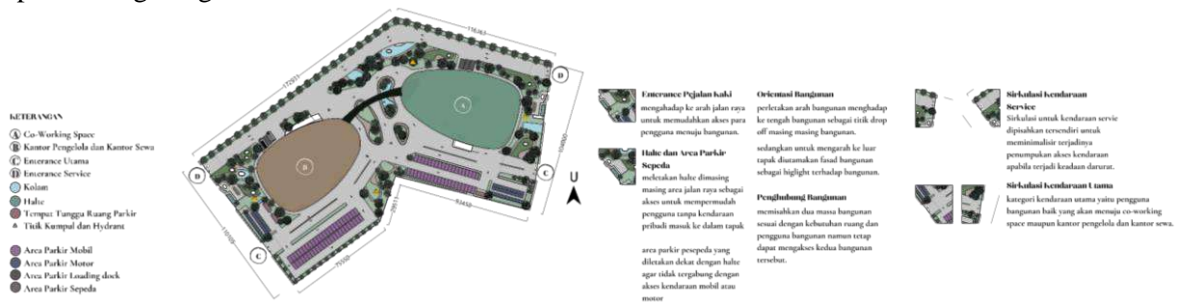 KETERANGAN
A Co-Working Space
B Kantor Pengelola dan Kantor Sewa
C Enterance Utama
D Enterance Service
Kolam
Halte
Tempat Tunggu Ruang Parkir
Titik Kumpul dan Hydrant
Area Parkir Mobil
Area Parkir Motor
Area Parkir Loading dock
Area Parkir Sepeda
A
B
C
C
D
D
U
Enterance Pejalan Kaki
mengahadap ke arah jalan raya
untuk memudahkan akses para
pengguna menuju bangunan.
Halte dan Area Parkir
Sepeda
meletakan halte dimasing
masing area jalan raya sebagai
akses untuk mempermudah
pengguna tanpa kendaraan
pribadi masuk ke dalam tapak
area parkir pesepeda yang
diletakan dekat dengan halte
agar tidak tergabung dengan
akses kendaraan mobil atau
motor
Orientasi Bangunan
perletakan arah bangunan menghadap
ke tengah bangunan sebagai titik drop
off masing masing bangunan.
sedangkan untuk mengarah ke luar
tapak diutamakan fasad bangunan
sebagai higlight terhadap bangunan.
Penghubung Bangunan
memisahkan dua massa bangunan
sesuai dengan kebutuhan ruang dan
pengguna bangunan namun tetap
dapat mengakses kedua bangunan
tersebut.
Sirkulasi Kendaraan
Service
Sirkulasi untuk kendaraan servie
dipisahkan tersendiri untuk
meminimalisir terjadinya
penumpukan akses kendaraan
apabila terjadi kradaan darurat.
Sirkulasi Kendaraan Utama
kategori kendaraan utama yaitu pengguna
bangunan baik yang akan menuju co-working
space maupun kantor pengelola dan kantor sewa.